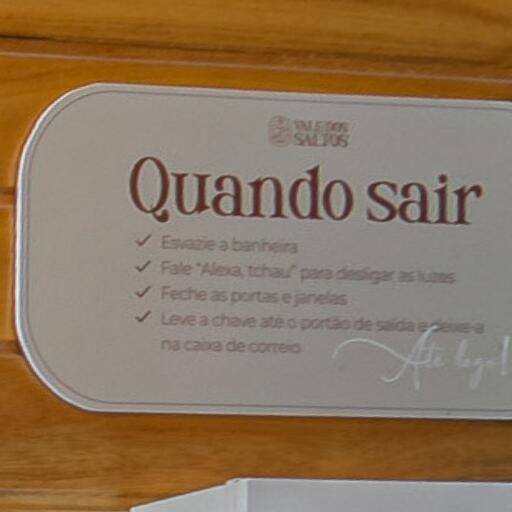 VALE DOS
SALTOS
Quando sair
Esvazie a banheira
Fale "Alexa, tchau" para desligar as luzes
Feche as portas e janelas
Leve a chave até o portão de saída e deixe-a
na caixa de correio
Até logo!